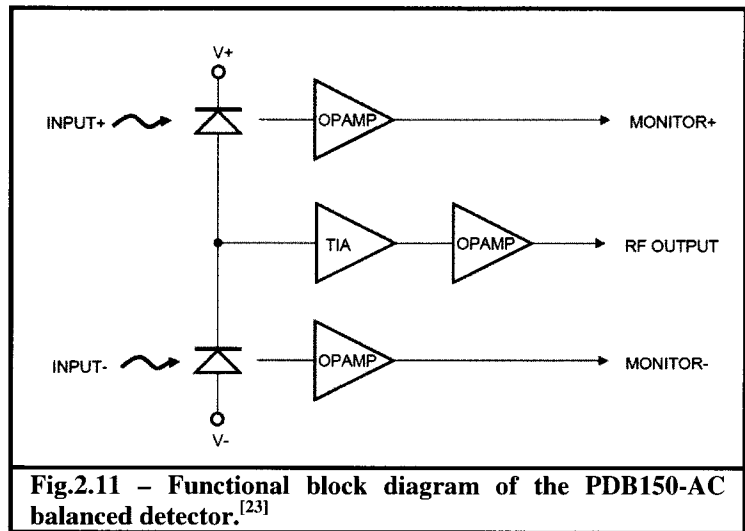 V+
INPUT+
OPAMP
MONITOR+
TIA
OPAMP
RF OUTPUT
INPUT-
OPAMP
MONITOR-
V-
Fig.2.11 – Functional block diagram of the PDB150-AC
balanced detector.[23]